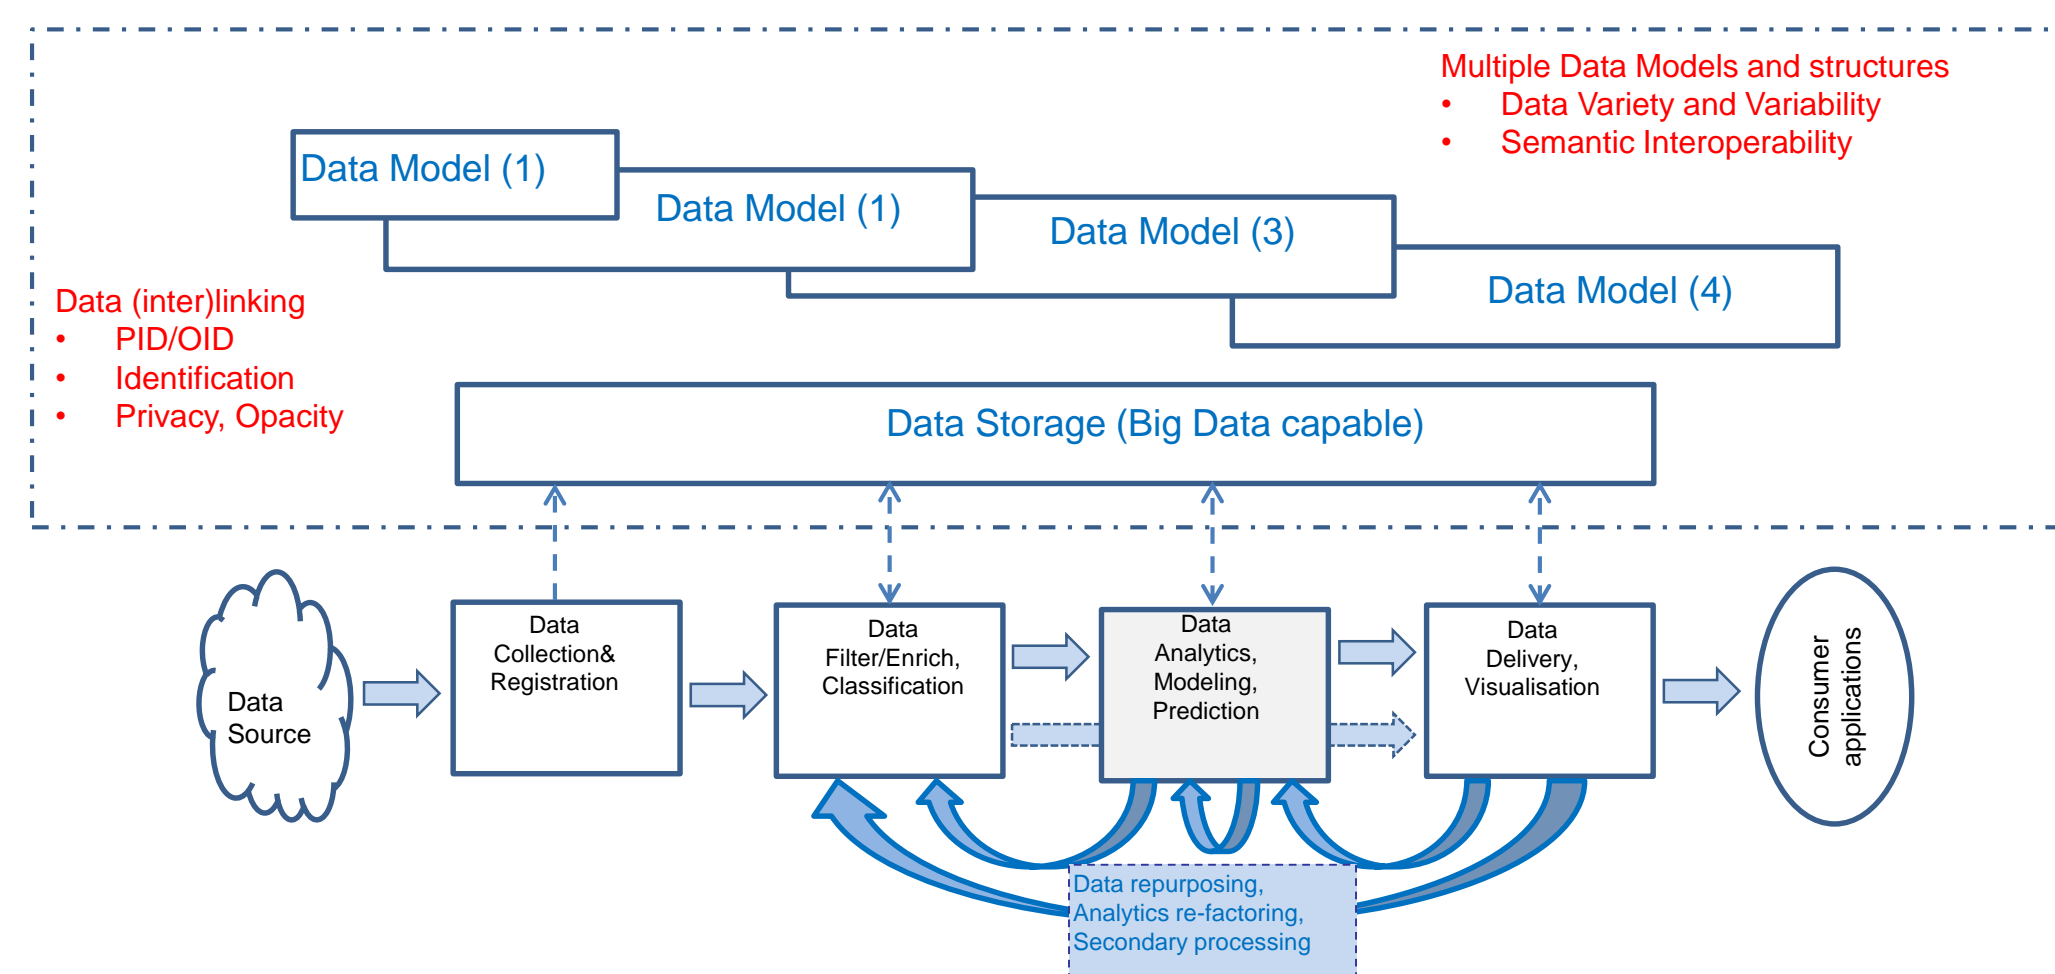 Multiple Data Models and structures
• Data Variety and Variability
• Semantic Interoperability
Data Model (1)
Data Model (1)
Data Model (3)
Data Model (4)
Data (inter)linking
• PID/OID
• Identification
• Privacy, Opacity
Data Storage (Big Data capable)
Data
Source
Data
Collection&
Registration
Data
Filter/Enrich,
Classification
Data
Analytics,
Modeling,
Prediction
Data
Delivery,
Visualisation
Consumer
applications
Data repurposing,
Analytics re-factoring,
Secondary processing